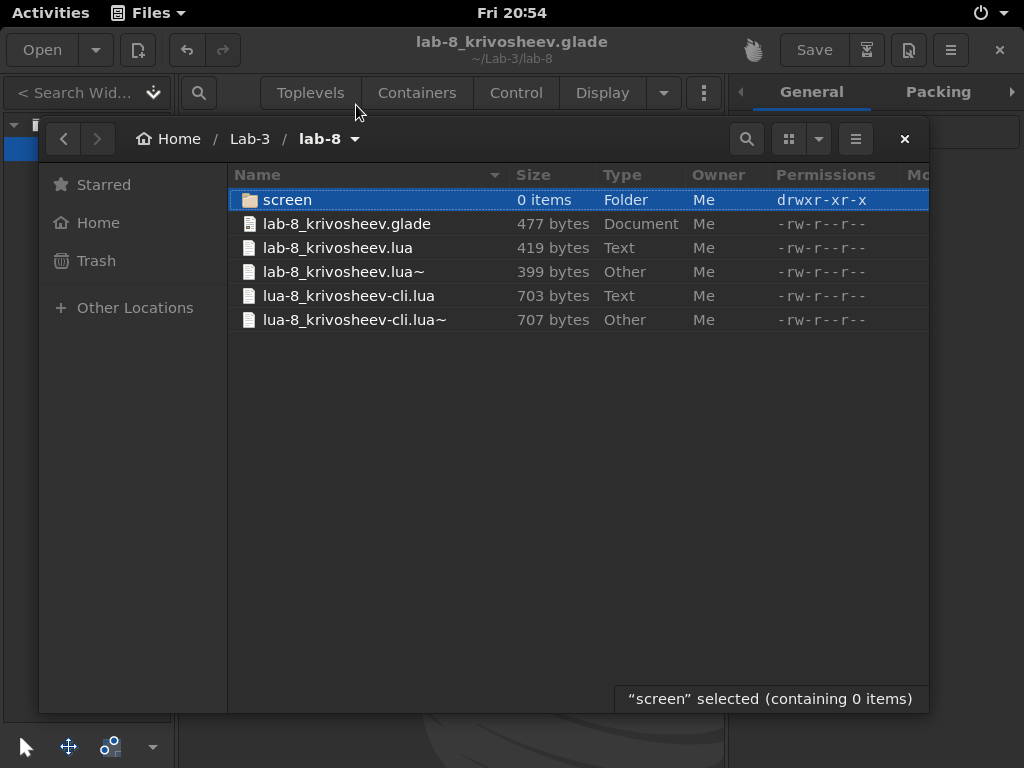 Activities Files Fri 20:54
Open lab-8_krivosheev.glade Save
~/Lab-3/lab-8
< Search Wid... Toplevels Containers Control Display General Packing
Home / Lab-3 / lab-8
Starred
Home
Trash
Other Locations
Name Size Type Owner Permissions Mo
screen 0 items Folder Me drwxr-xr-x
lab-8_krivosheev.glade 477 bytes Document Me -rw-r--r--
lab-8_krivosheev.lua 419 bytes Text Me -rw-r--r--
lab-8_krivosheev.lua~ 399 bytes Other Me -rw-r--r--
lua-8_krivosheev-cli.lua 703 bytes Text Me -rw-r--r--
lua-8_krivosheev-cli.lua~ 707 bytes Other Me -rw-r--r--
“screen” selected (containing 0 items)